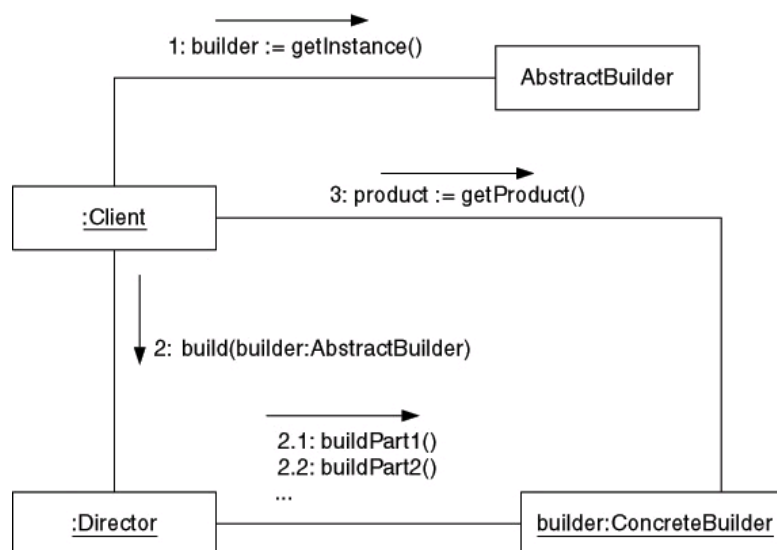 1: builder := getInstance()
AbstractBuilder
3: product := getProduct()
:Client
2: build(builder:AbstractBuilder)
2.1: buildPart1()
2.2: buildPart2()
...
:Director
builder:ConcreteBuilder